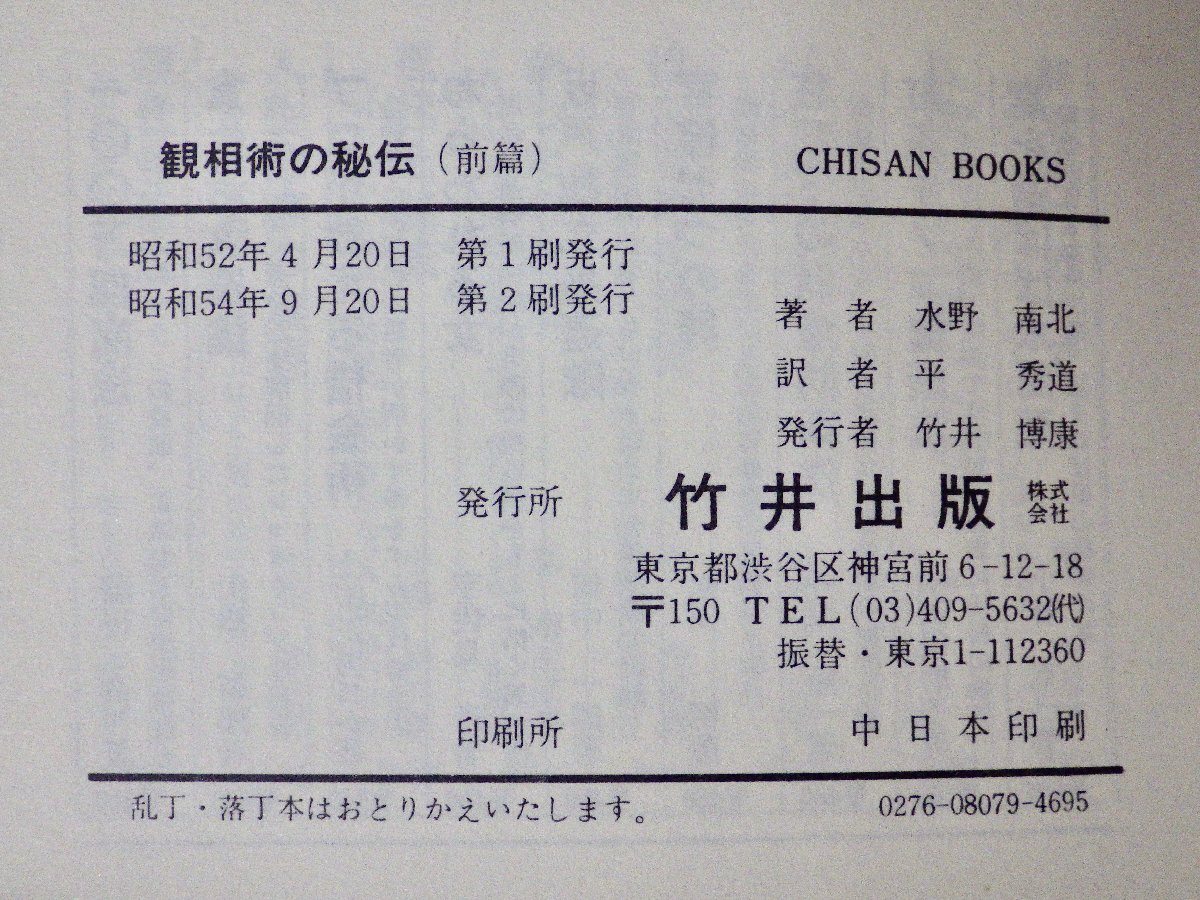 観相術の秘伝（前篇） CHISAN BOOKS
昭和52年4月20日 第1刷発行
昭和54年9月20日 第2刷発行
著者 水野 南北
訳者 平 秀道
発行者 竹井 博康
発行所 竹井出版 株式会社
東京都渋谷区神宮前6-12-18
〒150 TEL(03)409-5632(代)
振替・東京1-112360
印刷所 中日本印刷
乱丁・落丁本はおとりかえいたします。 0276-08079-4695